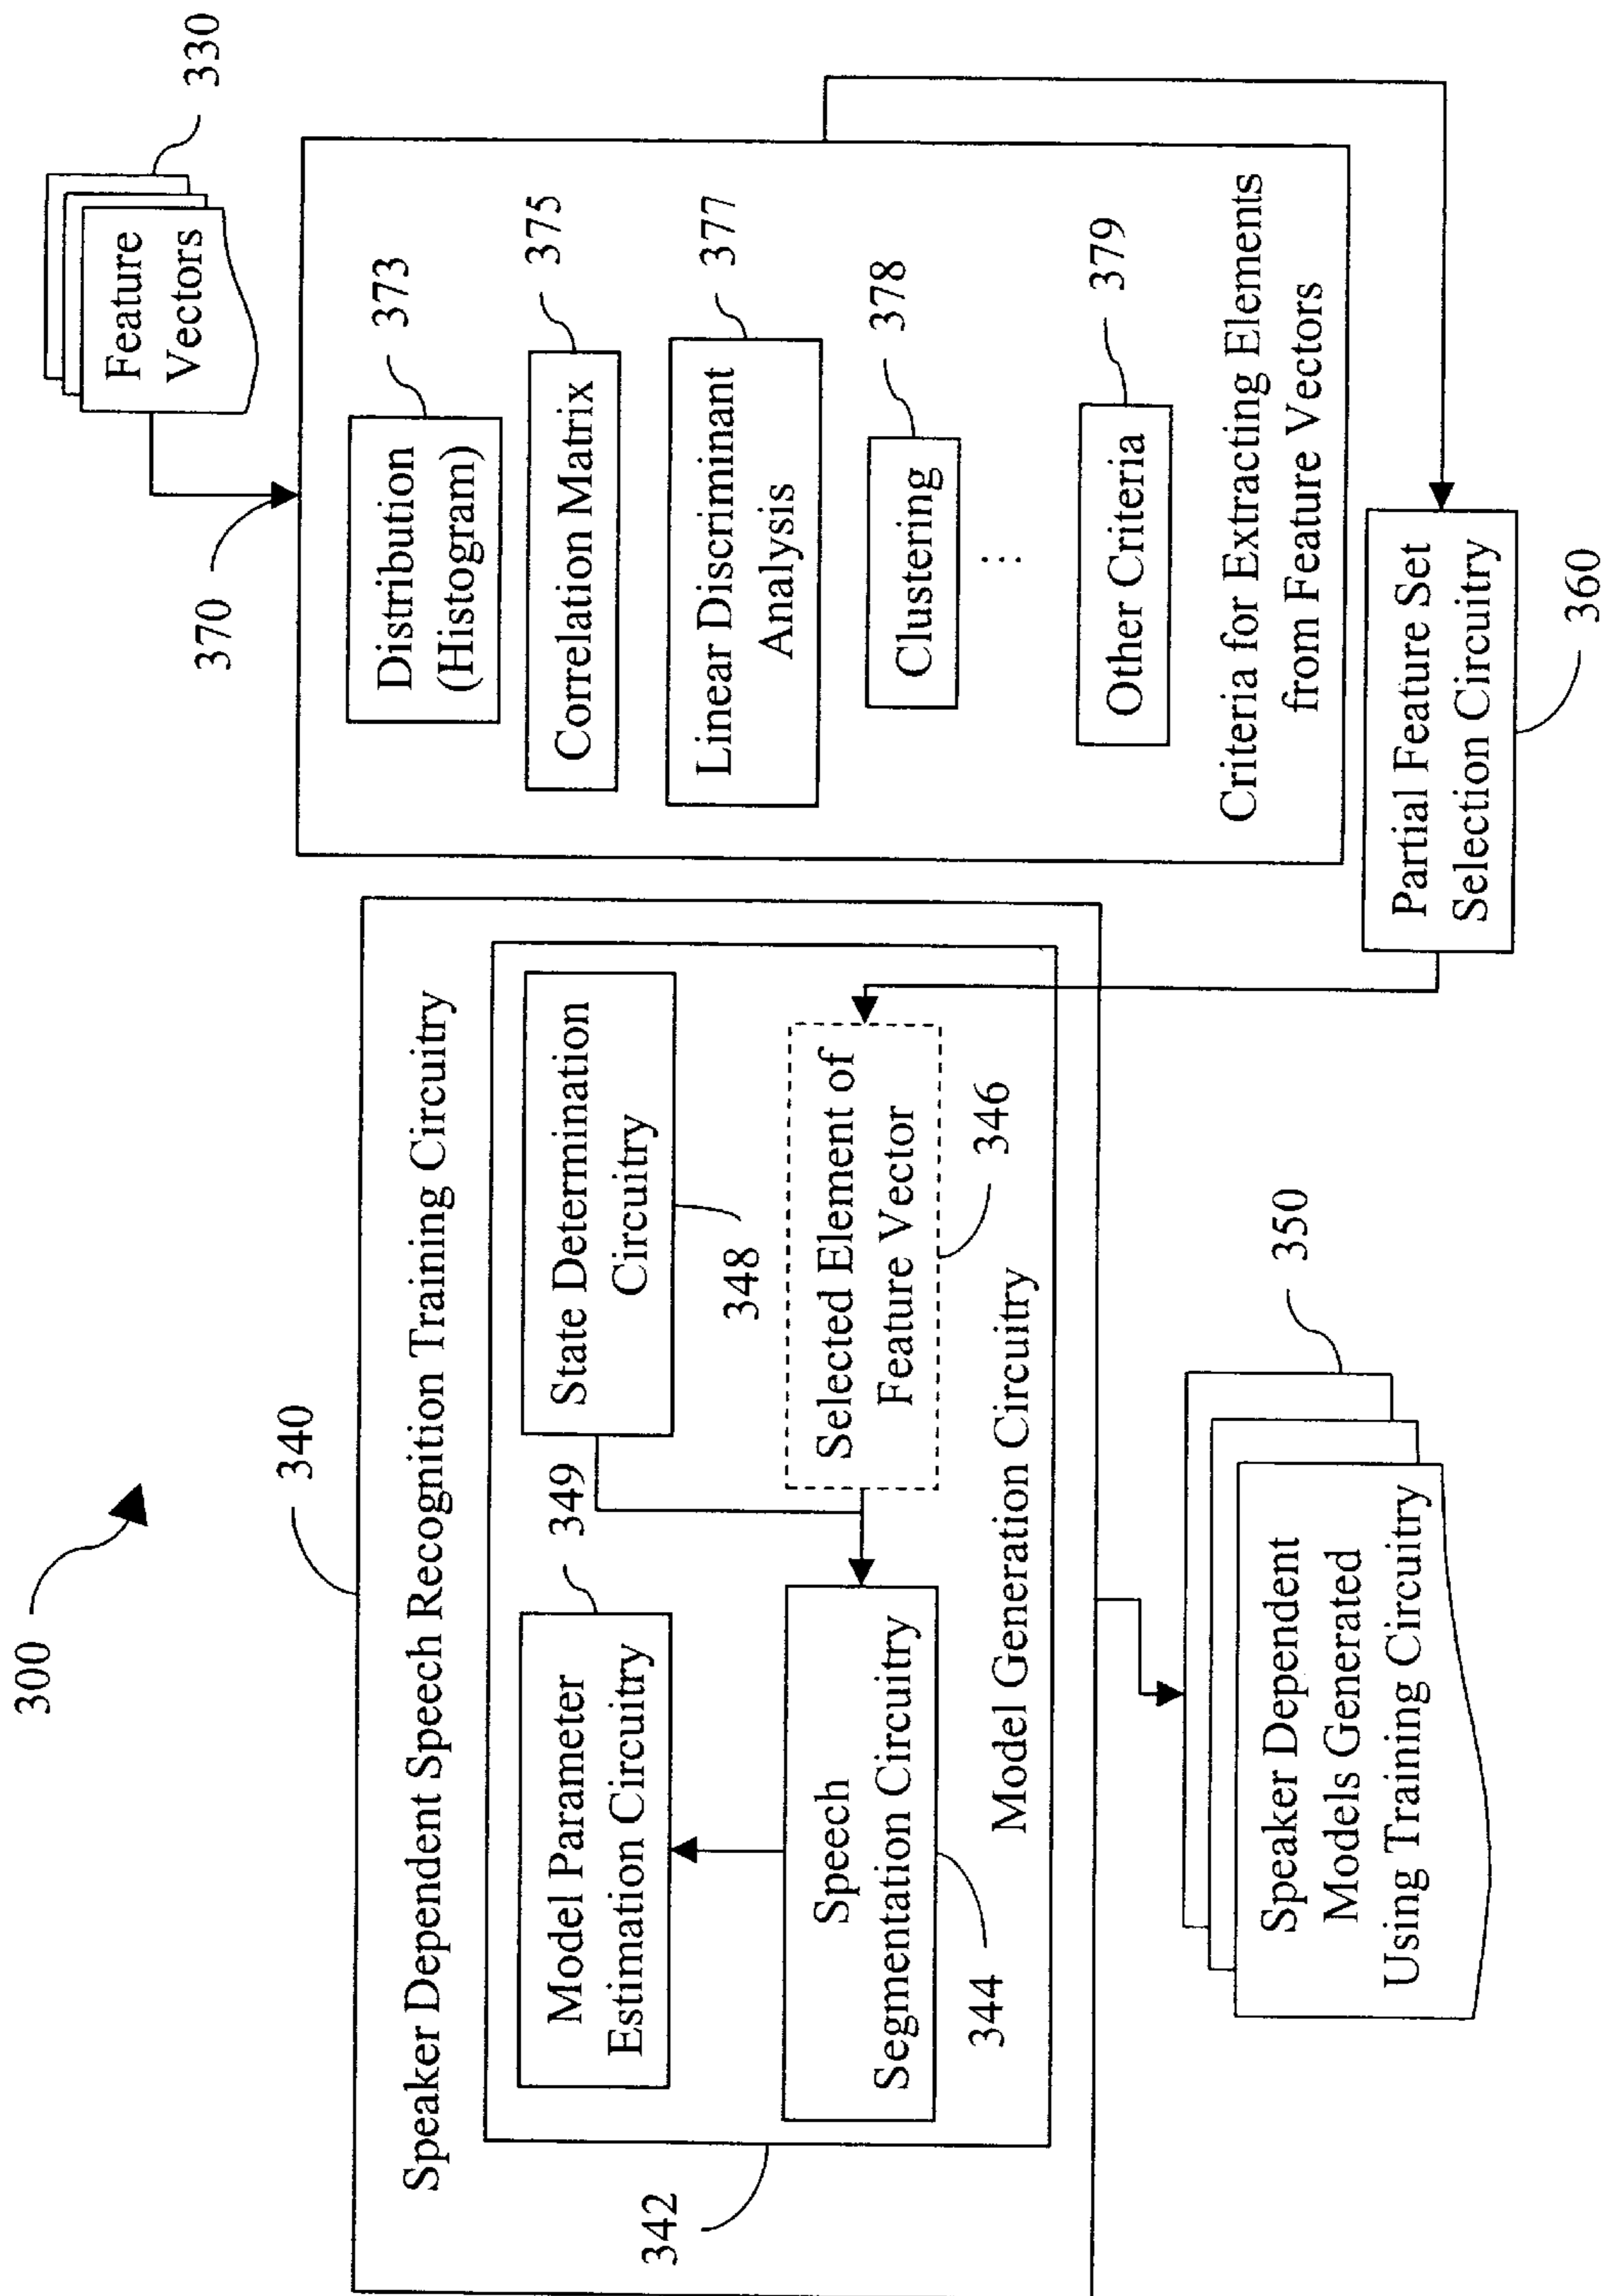 300
340
Speaker Dependent Speech Recognition Training Circuitry
Model Parameter
Estimation Circuitry
349
State Determination
Circuitry
348
Speech
Segmentation Circuitry
344
Selected Element of
Feature Vector
346
Model Generation Circuitry
342
Speaker Dependent
Models Generated
Using Training Circuitry
350
Feature
Vectors
330
370
Distribution
(Histogram)
373
Correlation Matrix
375
Linear Discriminant
Analysis
377
Clustering
378
...
Other Criteria
379
Criteria for Extracting Elements
from Feature Vectors
Partial Feature Set
Selection Circuitry
360